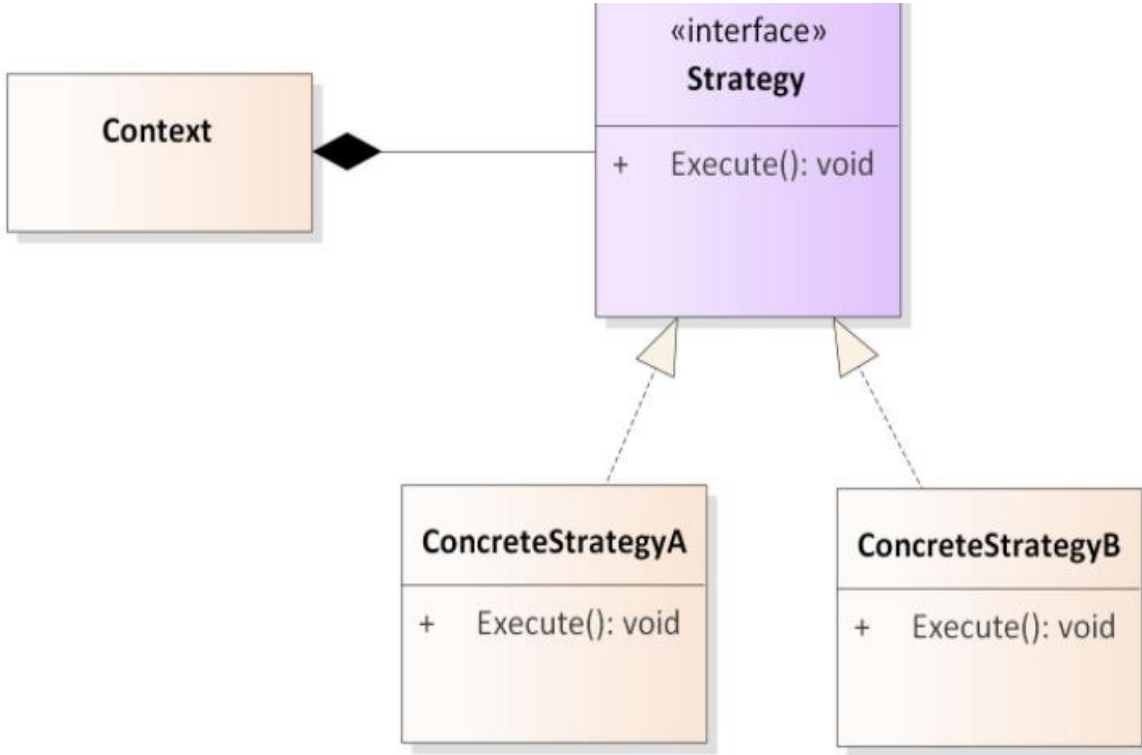 «interface»
Strategy
Context
+ Execute(): void
ConcreteStrategyA
+ Execute(): void
ConcreteStrategyB
+ Execute(): void